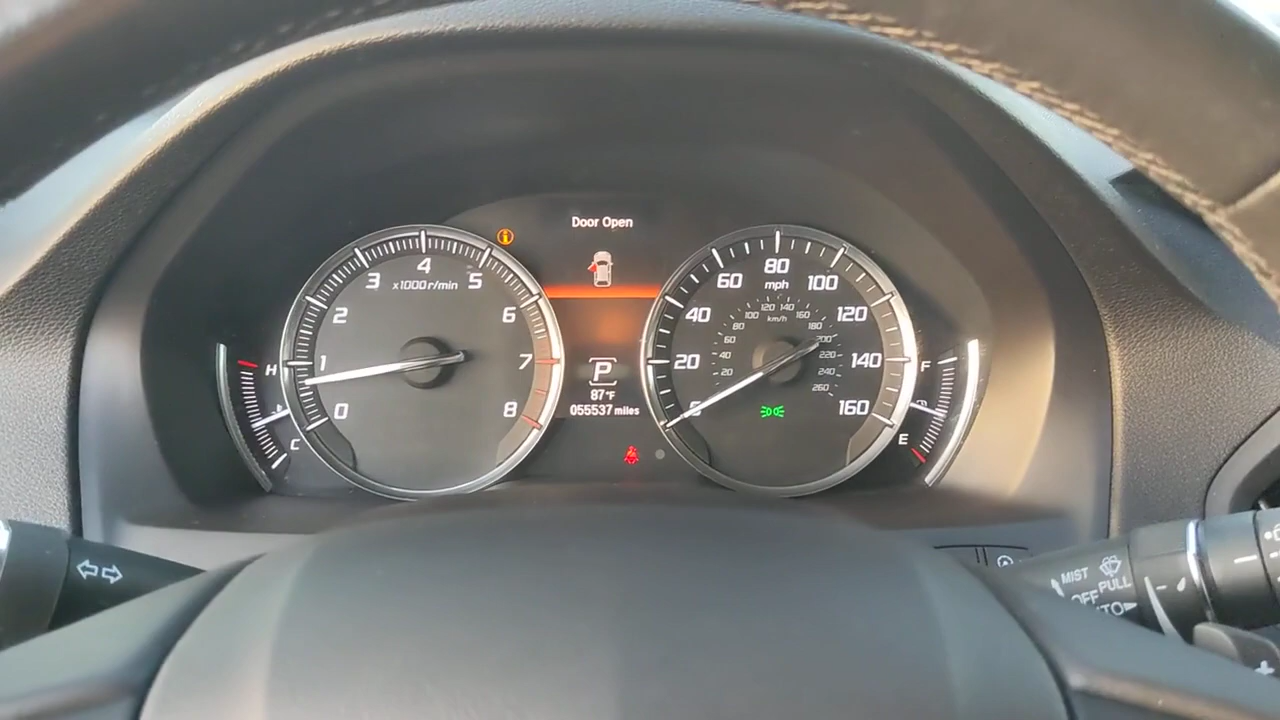 Door Open
0
1
2
3
4
5
6
7
8
x1000 r/min
H
C
P
87°F
055537 miles
20
40
60
80
100
120
140
160
mph
20
40
60
80
100
120
140
160
180
200
220
240
260
km/h
F
E
MIST
PULL
OFF
+